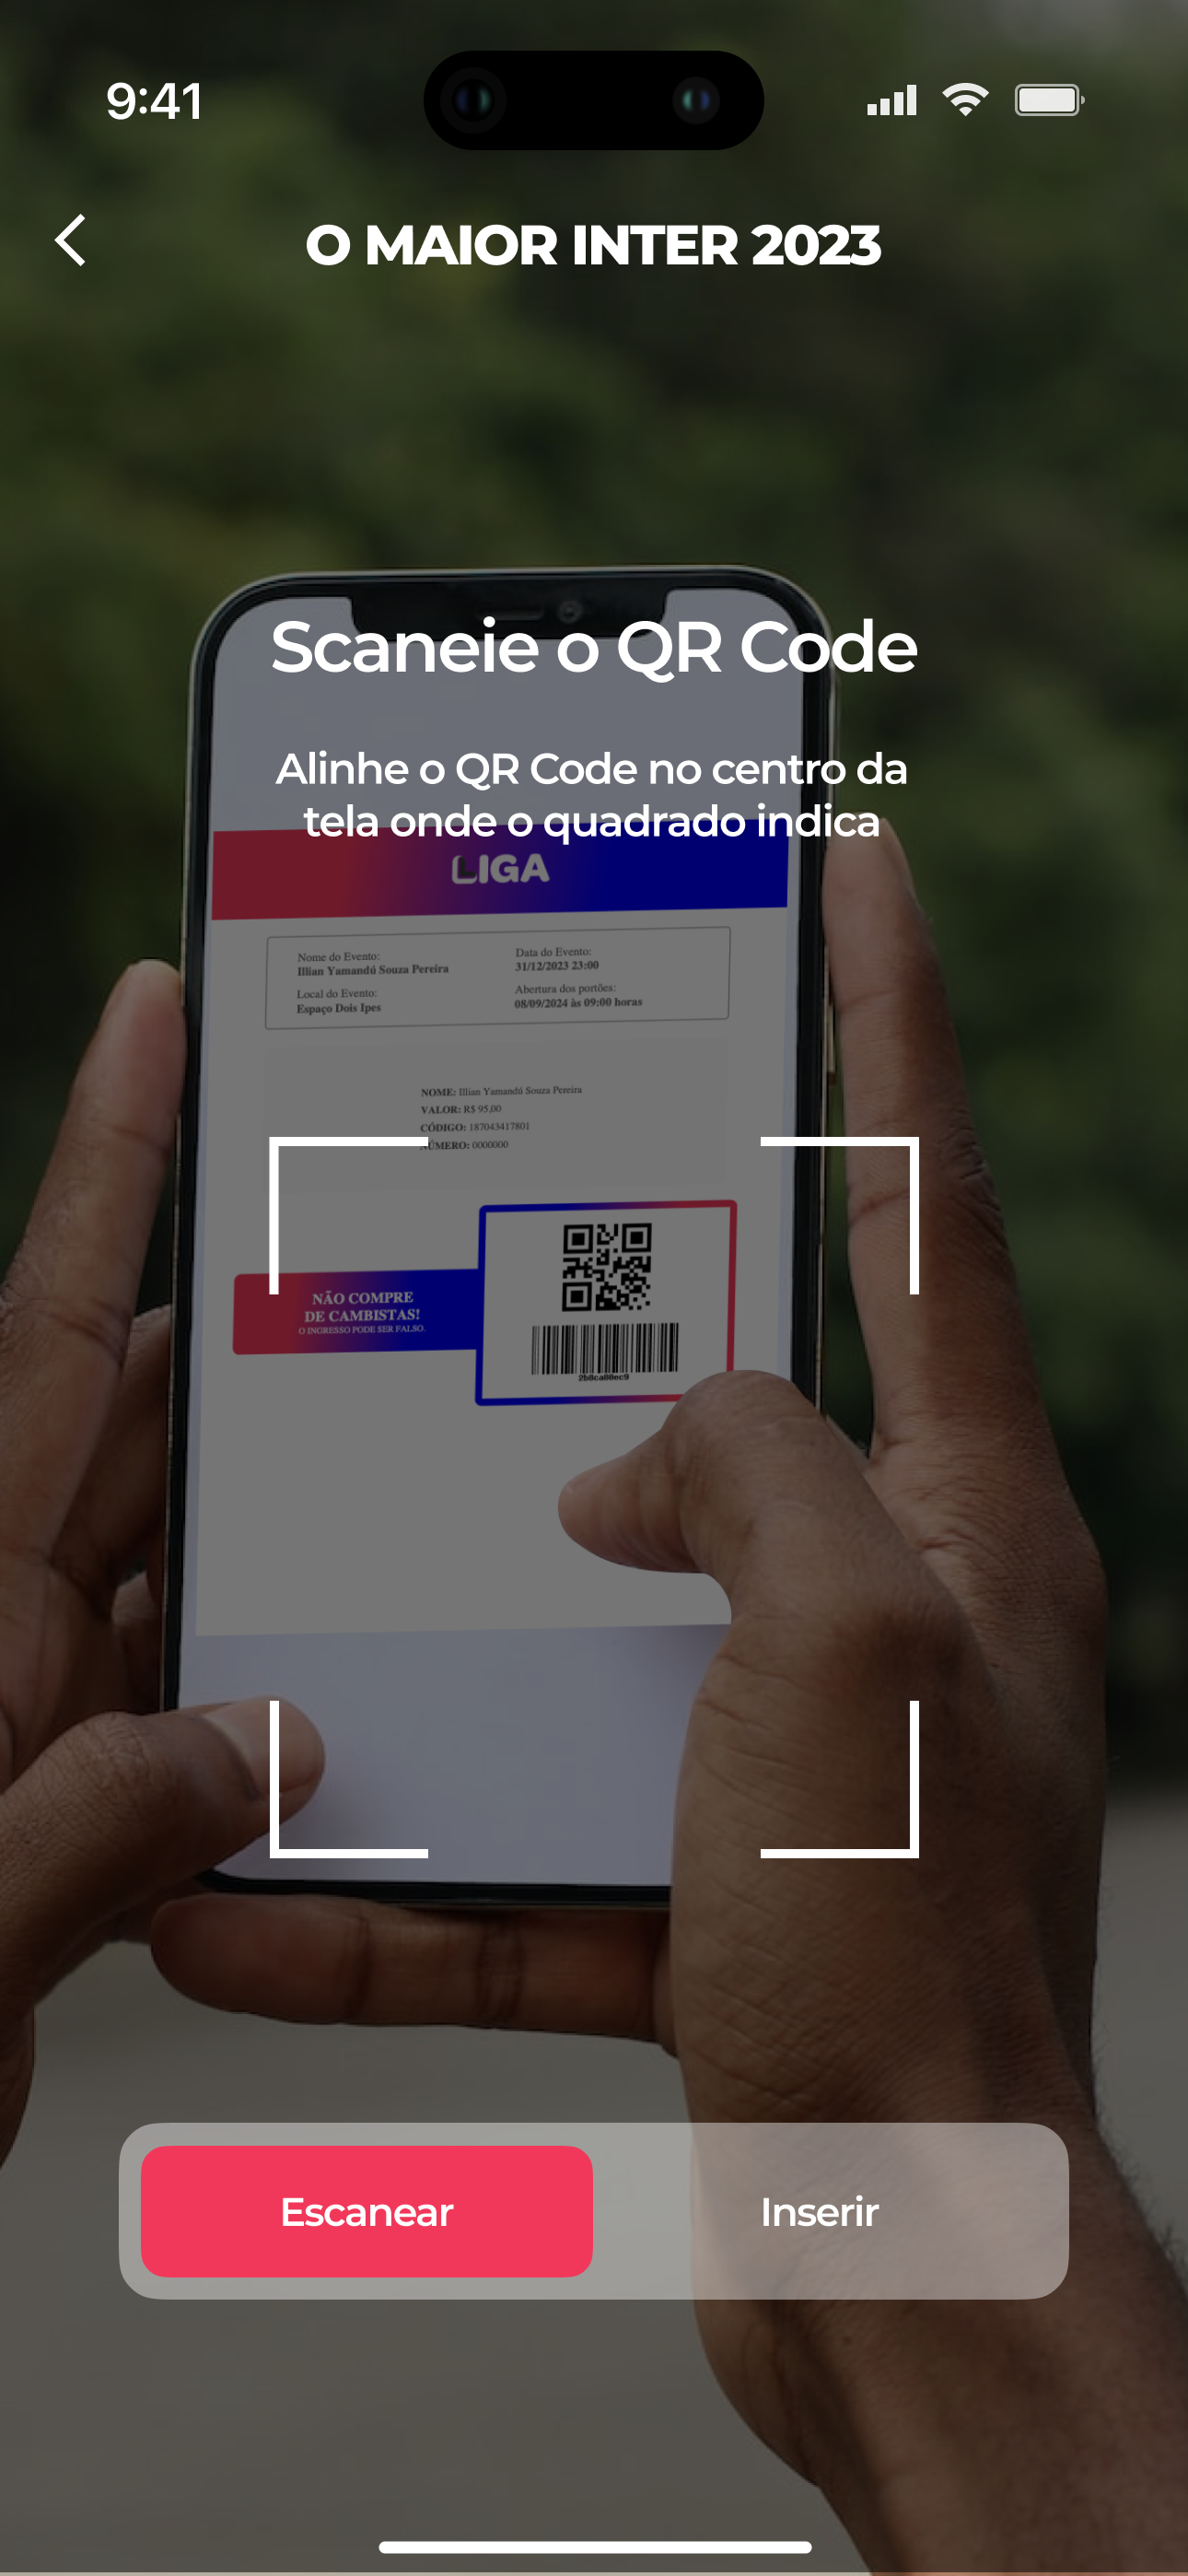 9:41
O MAIOR INTER 2023
Scaneie o QR Code
Alinhe o QR Code no centro da
tela onde o quadrado indica
LIGA
Nome do Evento:
Illian Yamandú Souza Pereira
Data do Evento:
31/12/2023 23:00
Local do Evento:
Espaço Dois Ipes
Abertura dos portões:
08/09/2024 às 09:00 horas
NOME: Illian Yamandú Souza Pereira
VALOR: R$ 95,00
CÓDIGO: 187043417801
NÚMERO: 0000000
NÃO COMPRE
DE CAMBISTAS!
O INGRESSO PODE SER FALSO.
2b8ca00ec9
Escanear
Inserir